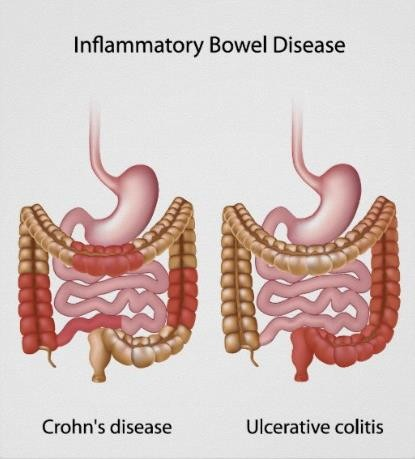 Inflammatory Bowel Disease
Crohn's disease
Ulcerative colitis